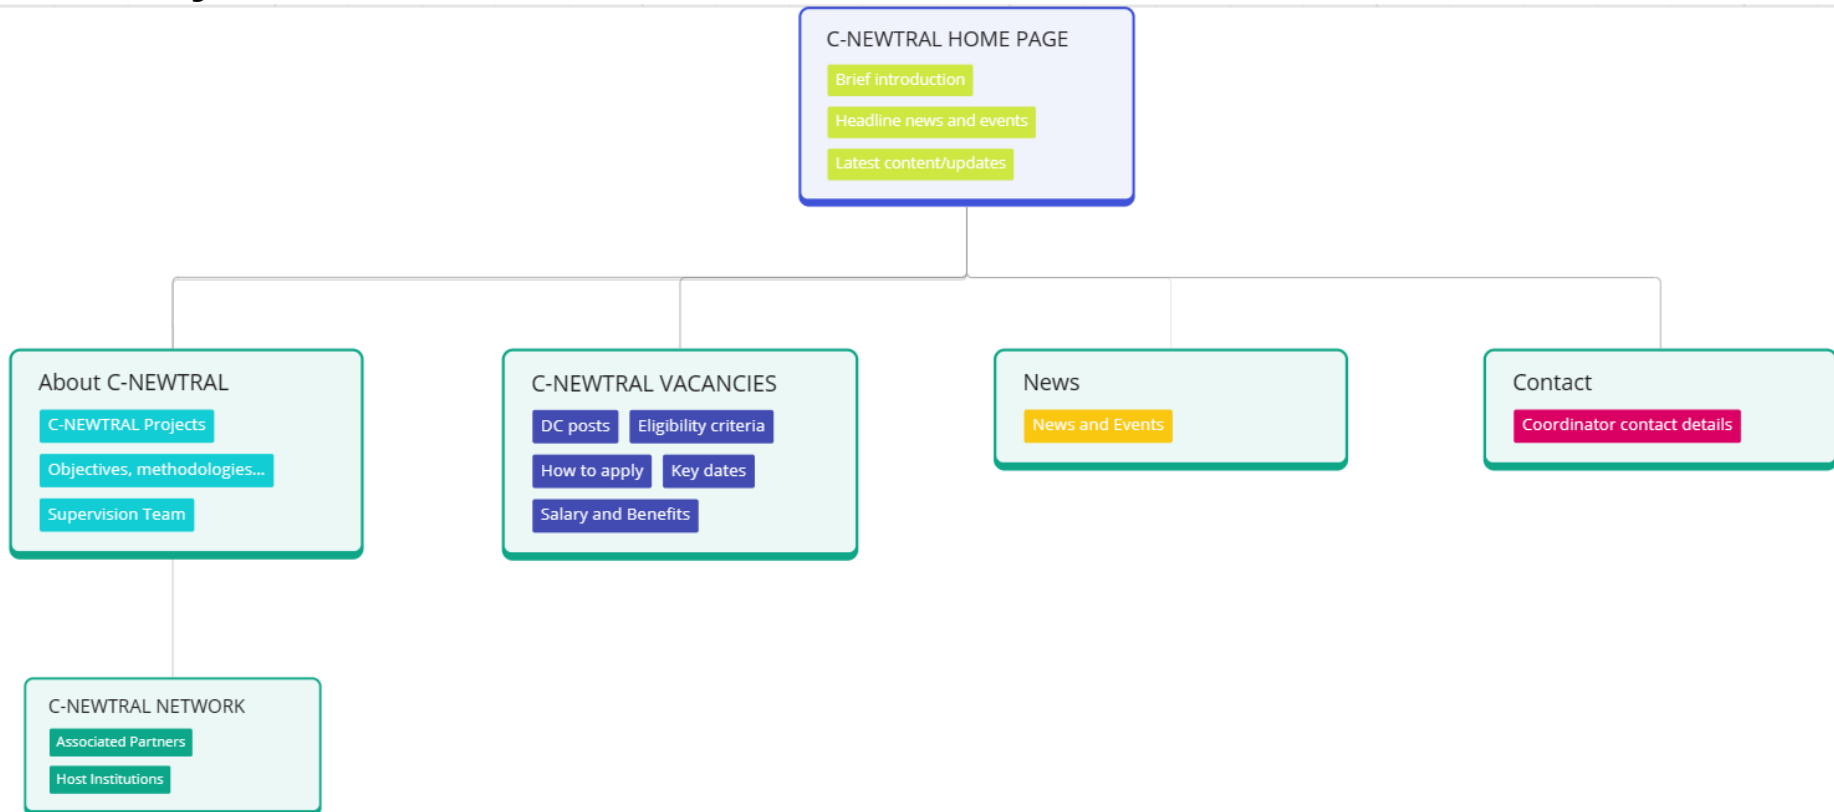 C-NEWTRAL HOME PAGE
Brief introduction
Headline news and events
Latest content/updates
About C-NEWTRAL
C-NEWTRAL Projects
Objectives, methodologies...
Supervision Team
C-NEWTRAL VACANCIES
DC posts Eligibility criteria
How to apply Key dates
Salary and Benefits
News
News and Events
Contact
Coordinator contact details
C-NEWTRAL NETWORK
Associated Partners
Host Institutions